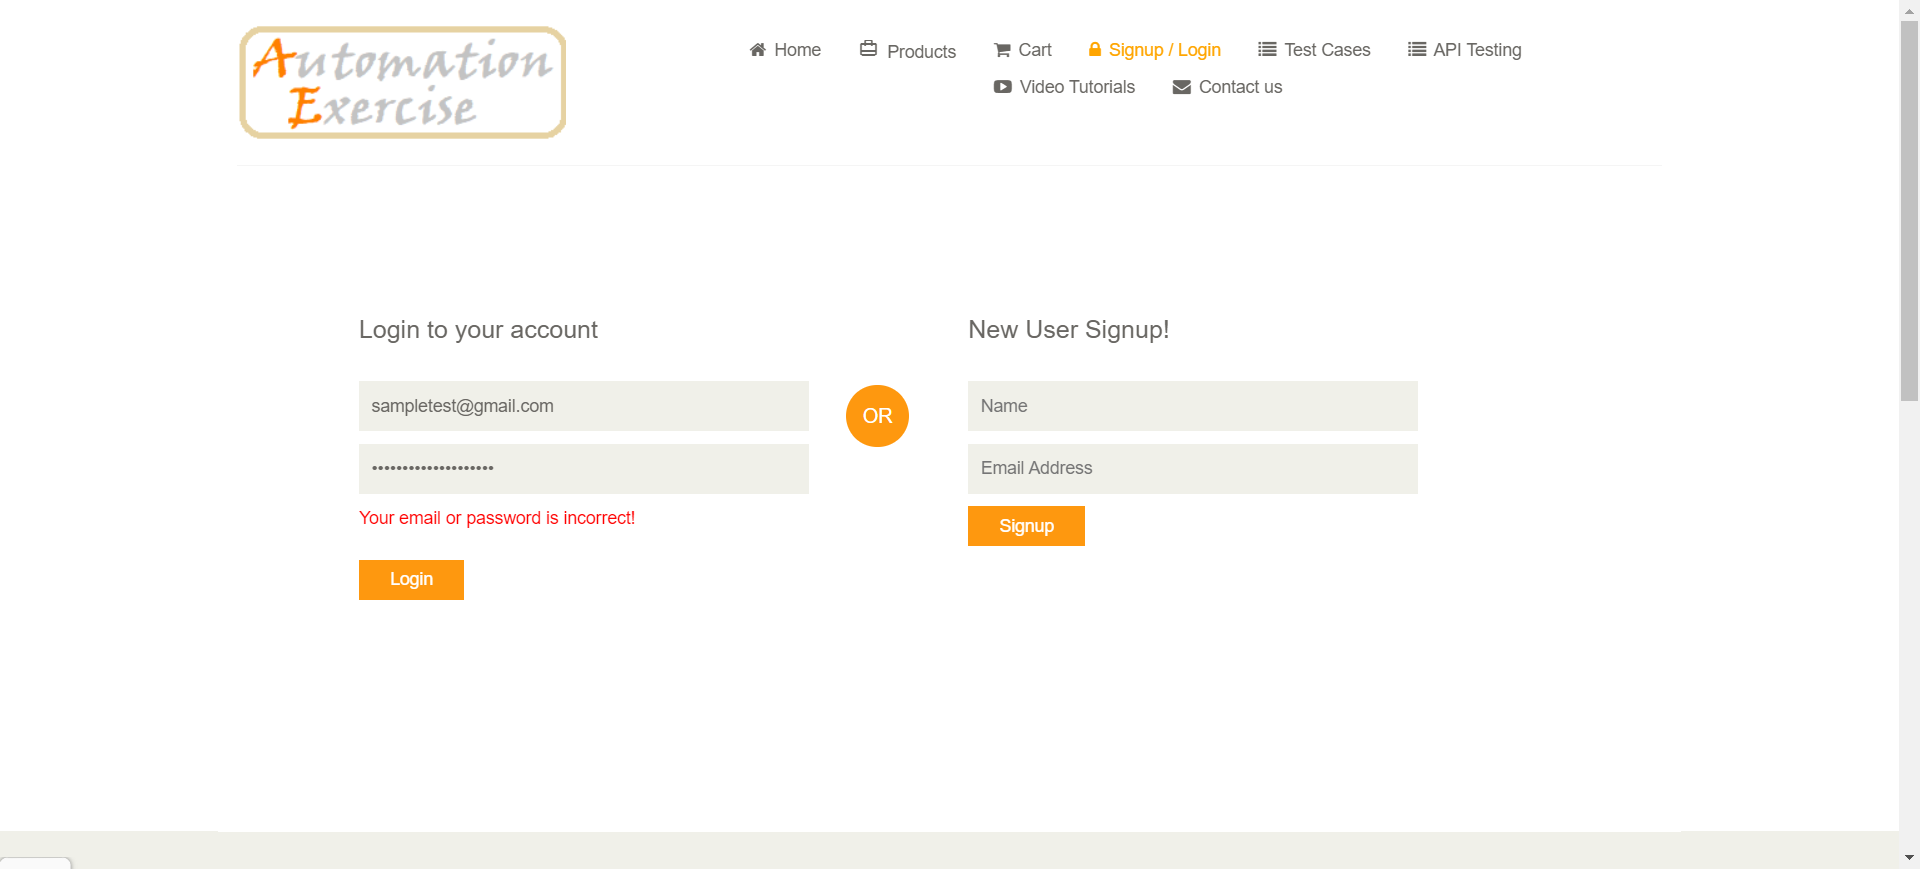 Automation
Exercise
Home
Products
Cart
Signup / Login
Test Cases
API Testing
Video Tutorials
Contact us
Login to your account
sampletest@gmail.com
••••••••••••••••••••
Your email or password is incorrect!
Login
OR
New User Signup!
Name
Email Address
Signup